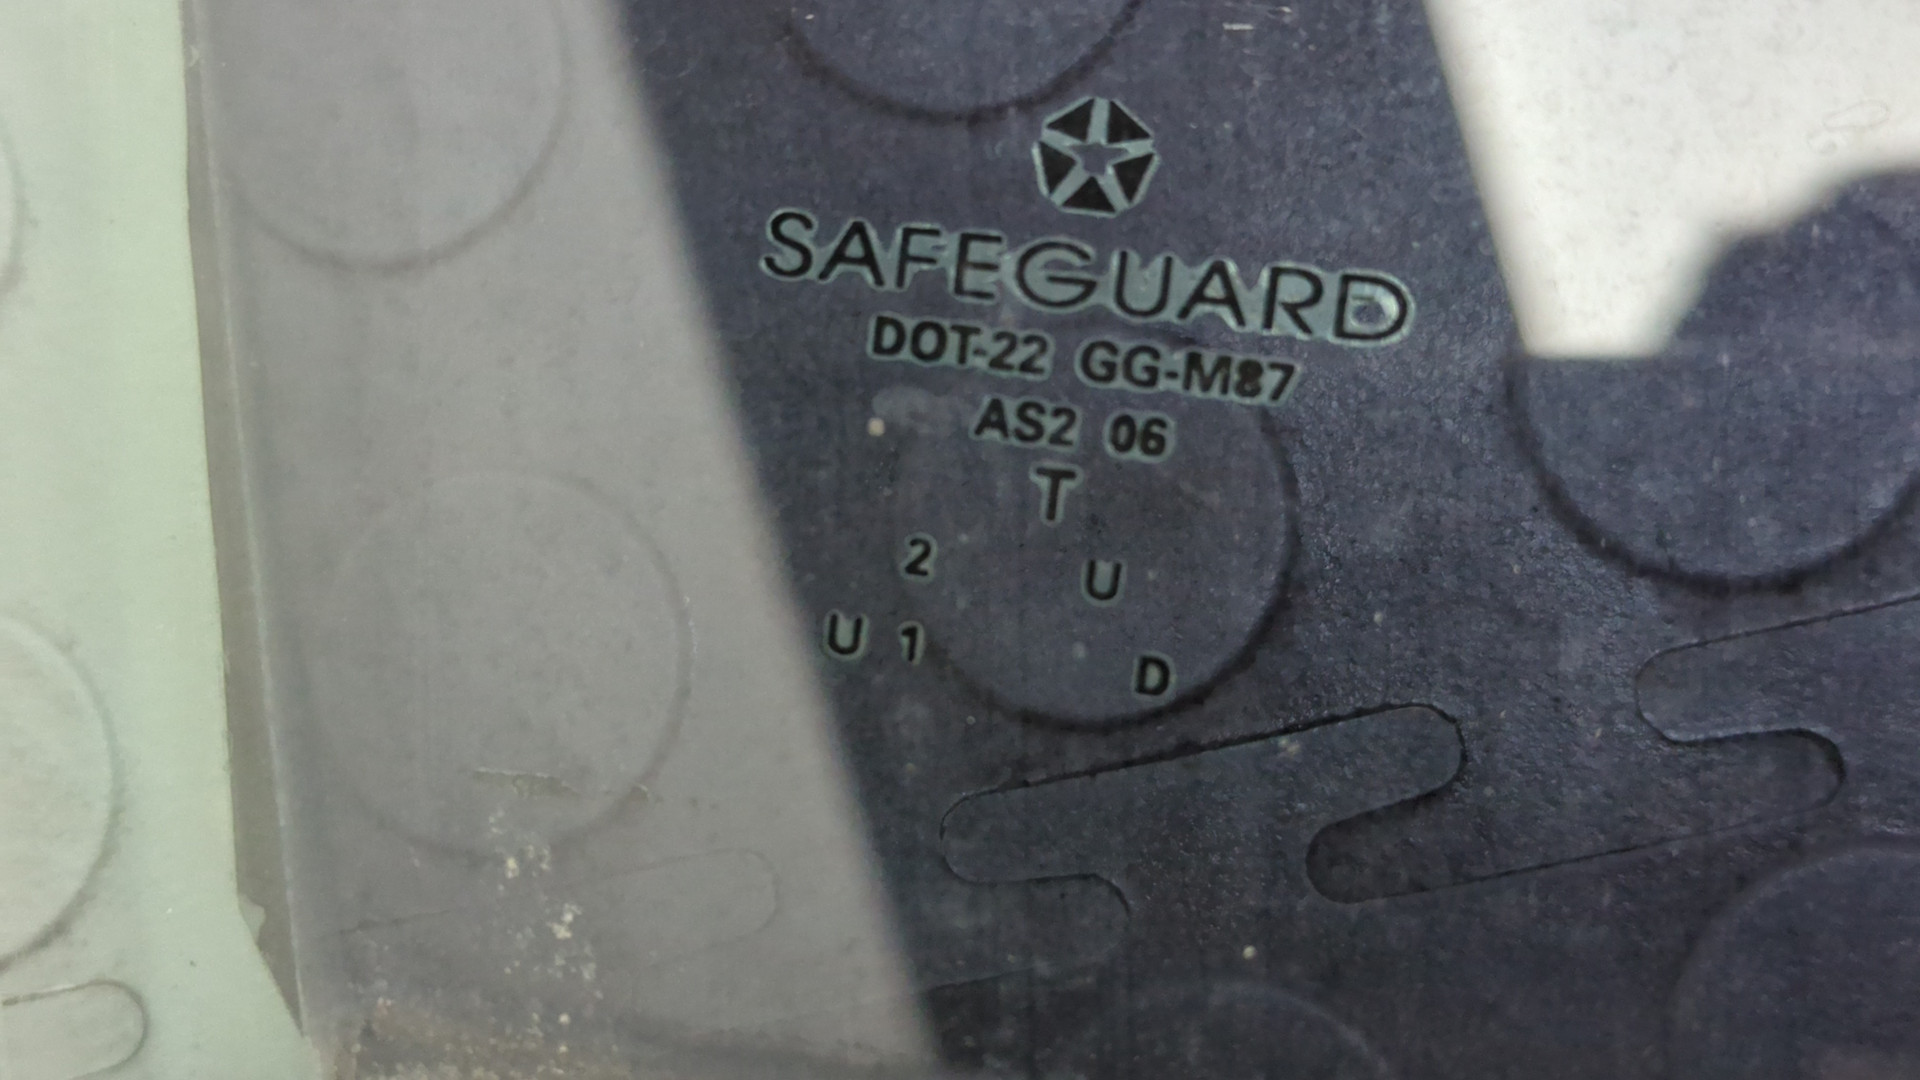 SAFEGUARD
DOT-22 GG-M87
AS2 06
T
2 U
U 1 D